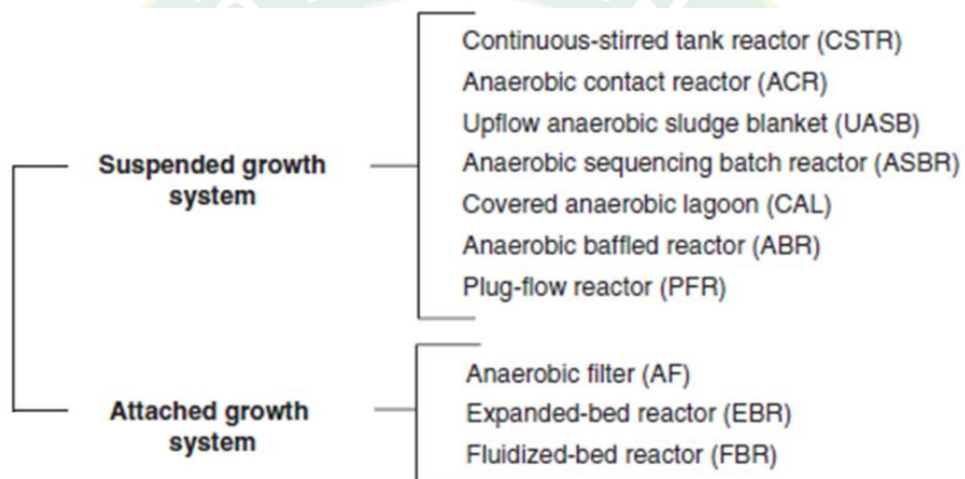 Continuous-stirred tank reactor (CSTR)
Anaerobic contact reactor (ACR)
Upflow anaerobic sludge blanket (UASB)
Suspended growth
system
Anaerobic sequencing batch reactor (ASBR)
Covered anaerobic lagoon (CAL)
Anaerobic baffled reactor (ABR)
Plug-flow reactor (PFR)
Attached growth
system
Anaerobic filter (AF)
Expanded-bed reactor (EBR)
Fluidized-bed reactor (FBR)